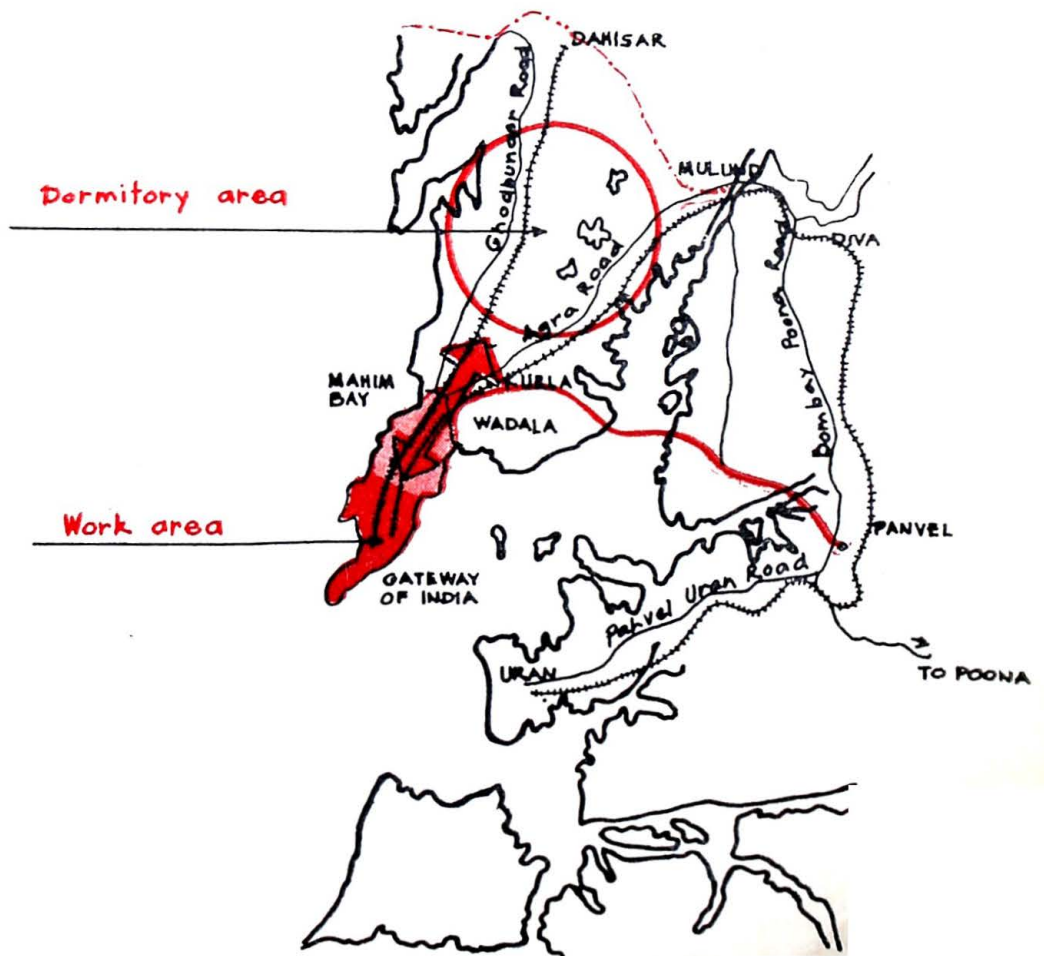 DAHISAR
Ghodbunder Road
MULUND
Dormitory area
DIVA
Agra Road
Bombay Poona Road
MAHIM
BAY
KURLA
WADALA
Work area
PANVEL
GATEWAY
OF INDIA
Panvel Uran Road
URAN
TO POONA